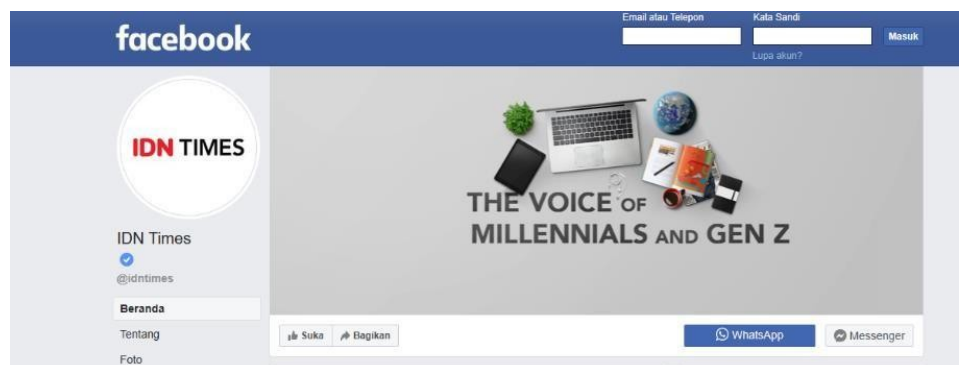 facebook
Email atau Telepon
Kata Sandi
Masuk
Lupa akun?
IDN TIMES
THE VOICE OF
MILLENNIALS AND GEN Z
IDN Times
@idntimes
Beranda
Tentang
Foto
Suka
Bagikan
WhatsApp
Messenger